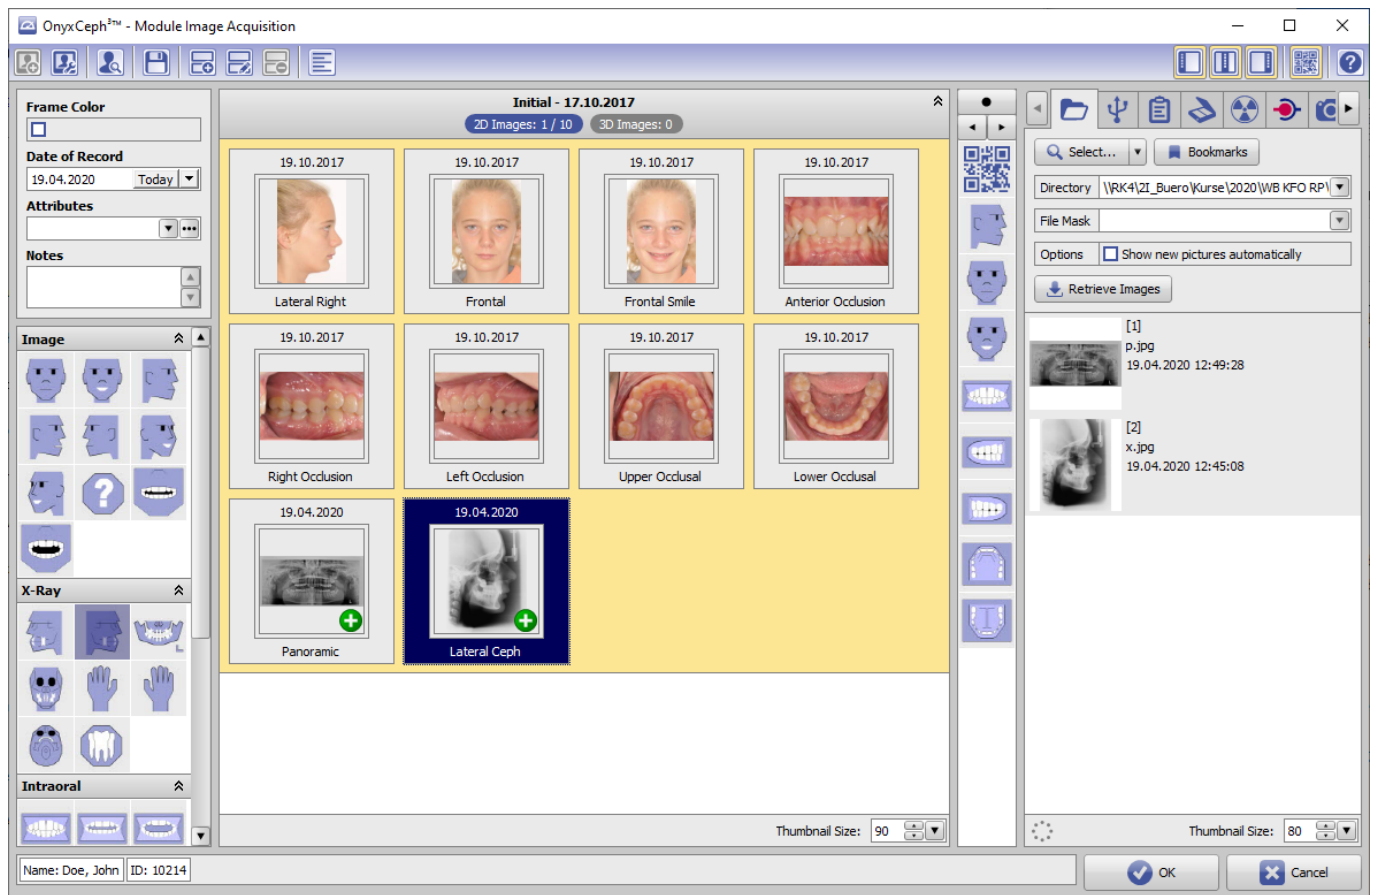 OnyxCeph³™ - Module Image Acquisition
Frame Color
Date of Record
19.04.2020 Today
Attributes
Notes
Image
X-Ray
Intraoral
Initial - 17.10.2017
2D Images: 1 / 10 3D Images: 0
19.10.2017 19.10.2017 19.10.2017 19.10.2017
Lateral Right Frontal Frontal Smile Anterior Occlusion
19.10.2017 19.10.2017 19.10.2017 19.10.2017
Right Occlusion Left Occlusion Upper Occlusal Lower Occlusal
19.04.2020 19.04.2020
Panoramic Lateral Ceph
Thumbnail Size: 90
Select... Bookmarks
Directory \\RK4\2I_Buero\Kurse\2020\WB KFO RP\
File Mask
Options Show new pictures automatically
Retrieve Images
[1]
p.jpg
19.04.2020 12:49:28
[2]
x.jpg
19.04.2020 12:45:08
Thumbnail Size: 80
Name: Doe, John ID: 10214
OK Cancel